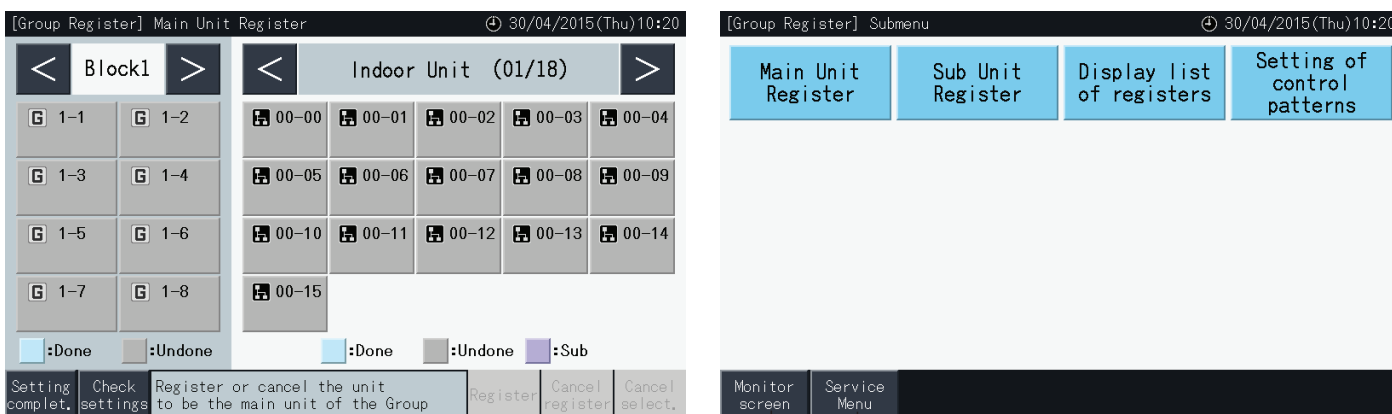 [Group Register] Main Unit Register
30/04/2015(Thu)10:20
< Block1 >
< Indoor Unit (01/18) >
G 1-1 G 1-2
00-00 00-01 00-02 00-03 00-04
G 1-3 G 1-4
00-05 00-06 00-07 00-08 00-09
G 1-5 G 1-6
00-10 00-11 00-12 00-13 00-14
G 1-7 G 1-8
00-15
:Done :Undone
:Done :Undone :Sub
Setting
complet.
Check
settings
Register or cancel the unit
to be the main unit of the Group
Register
Cancel
register
Cancel
select.
[Group Register] Submenu
30/04/2015(Thu)10:20
Main Unit
Register
Sub Unit
Register
Display list
of registers
Setting of
control
patterns
Monitor
screen
Service
Menu